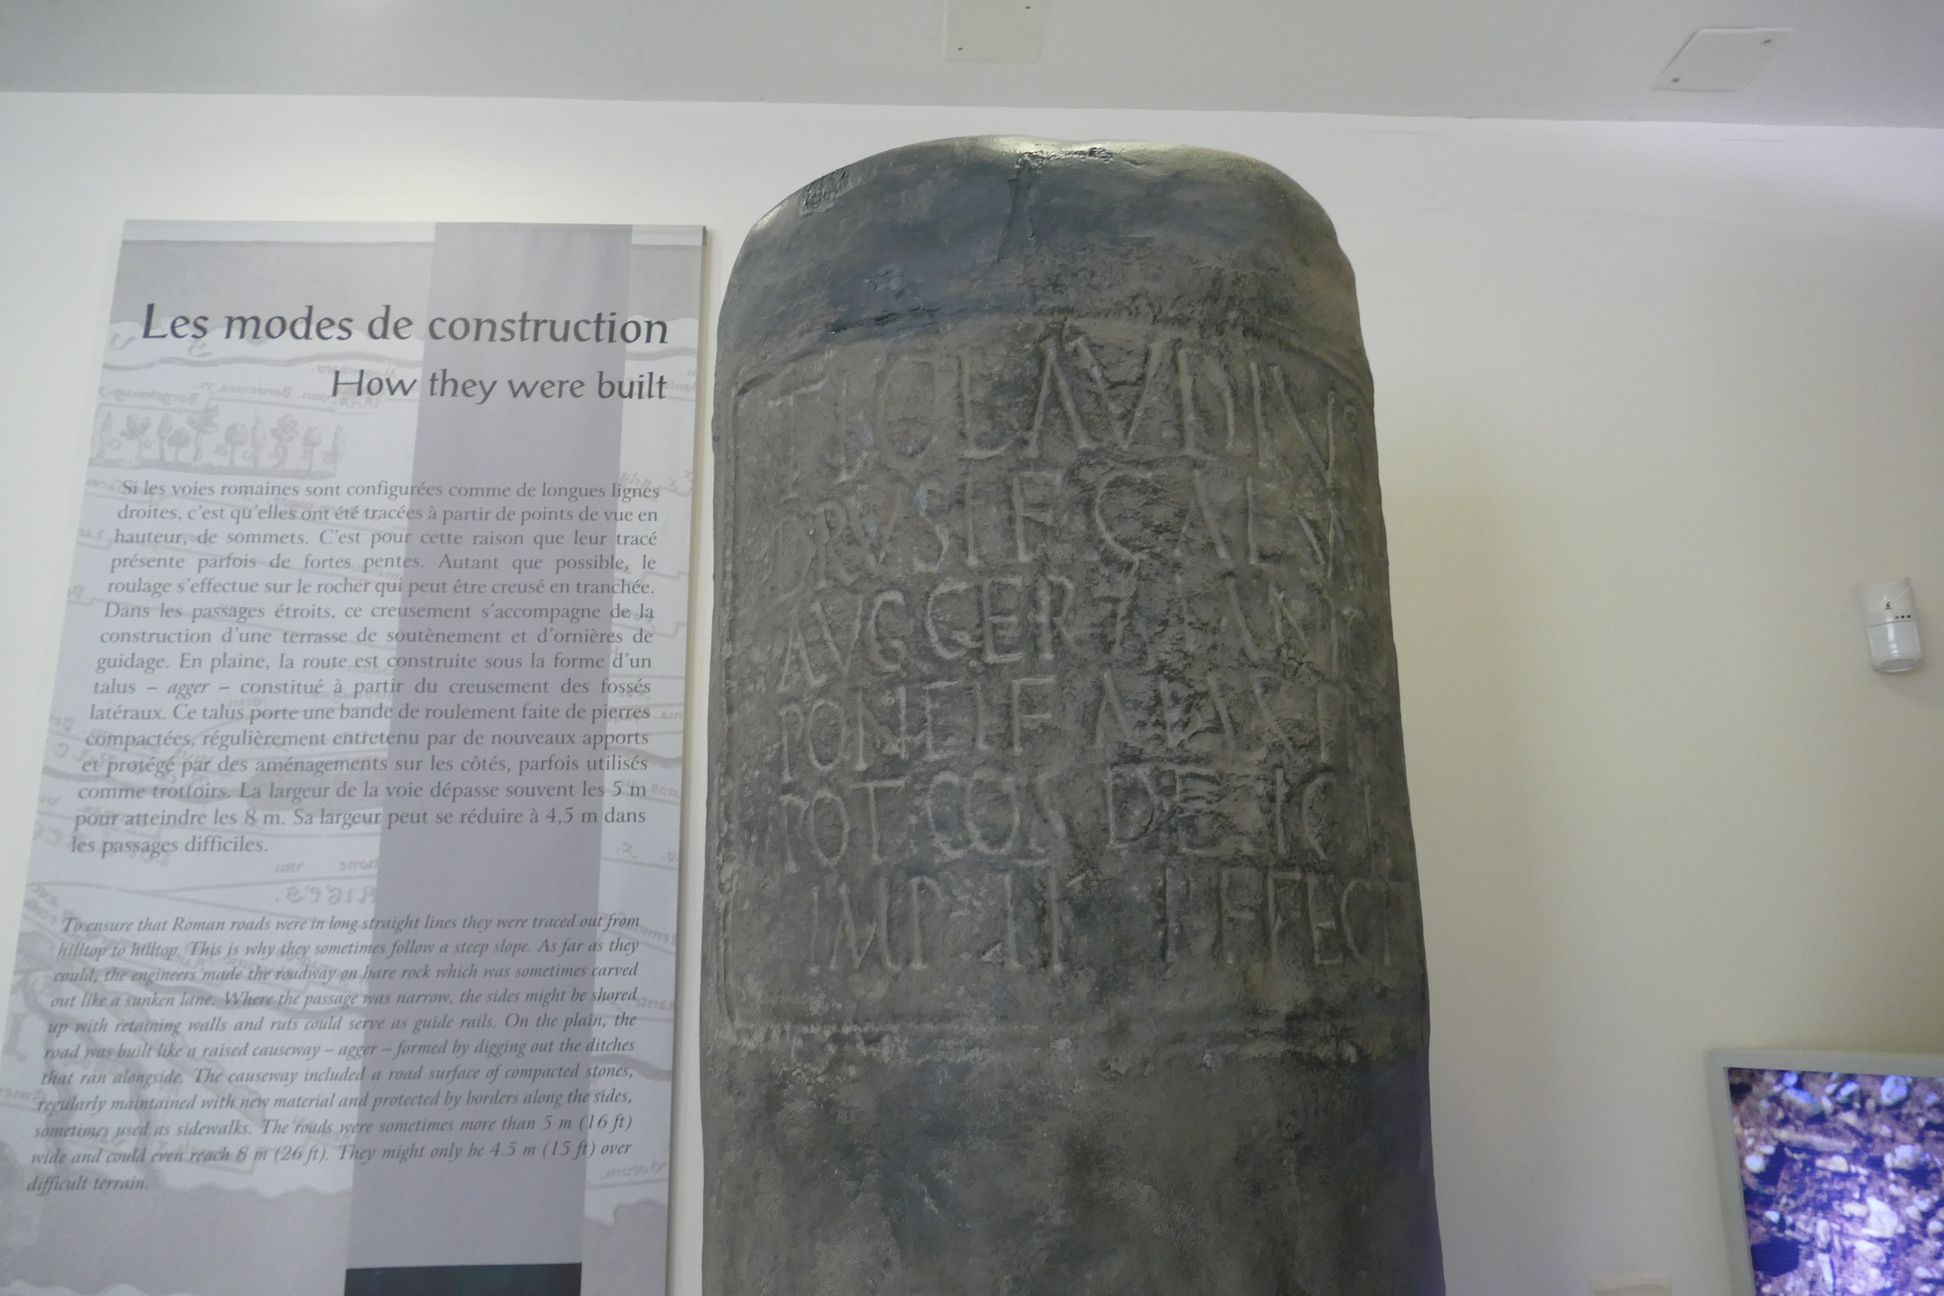 Les modes de construction
How they were built
Si les voies romaines sont configurées comme de longues lignes
droites, c'est qu'elles ont été tracées à partir de points de vue en
hauteur, de sommets. C'est pour cette raison que leur tracé
présente parfois de fortes pentes. Autant que possible, le
roulage s'effectue sur le rocher qui peut être creusé en tranchée.
Dans les passages étroits, ce creusement s'accompagne de la
construction d'une terrasse de soutènement et d'ornières de
guidage. En plaine, la route est construite sous la forme d'un
talus – agger – constitué à partir du creusement des fossés
latéraux. Ce talus porte une bande de roulement faite de pierres
compactées, régulièrement entretenu par de nouveaux apports
et protégé par des aménagements sur les côtés, parfois utilisés
comme trottoirs. La largeur de la voie dépasse souvent les 5 m
pour atteindre les 8 m. Sa largeur peut se réduire à 4,5 m dans
les passages difficiles.
To ensure that Roman roads were in long straight lines they were traced out from
hilltop to hilltop. This is why they sometimes follow a steep slope. As far as they
could, the engineers made the roadway on bare rock which was sometimes carved
out like a sunken lane. Where the passage was narrow, the sides might be shored
up with retaining walls and ruts could serve as guide rails. On the plain, the
road was built like a raised causeway – agger – formed by digging out the ditches
that ran alongside. The causeway included a road surface of compacted stones,
regularly maintained with new material and protected by borders along the sides,
sometimes used as sidewalks. The roads were sometimes more than 5 m (16 ft)
wide and could even reach 8 m (26 ft). They might only be 4.5 m (15 ft) over
difficult terrain.
TI CLAVDIVS
DRVSI F CAESAR
AVG GER
PONTIF MAX
POT COS DESIG
IMP